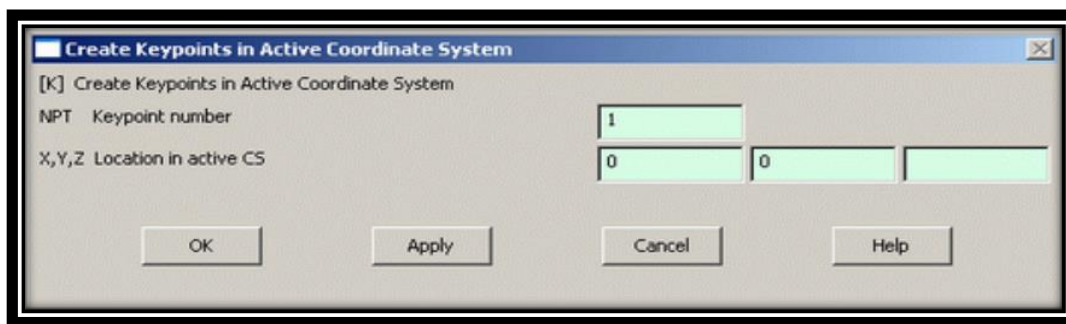 Create Keypoints in Active Coordinate System
[K] Create Keypoints in Active Coordinate System
NPT Keypoint number 1
X,Y,Z Location in active CS 0 0
OK Apply Cancel Help